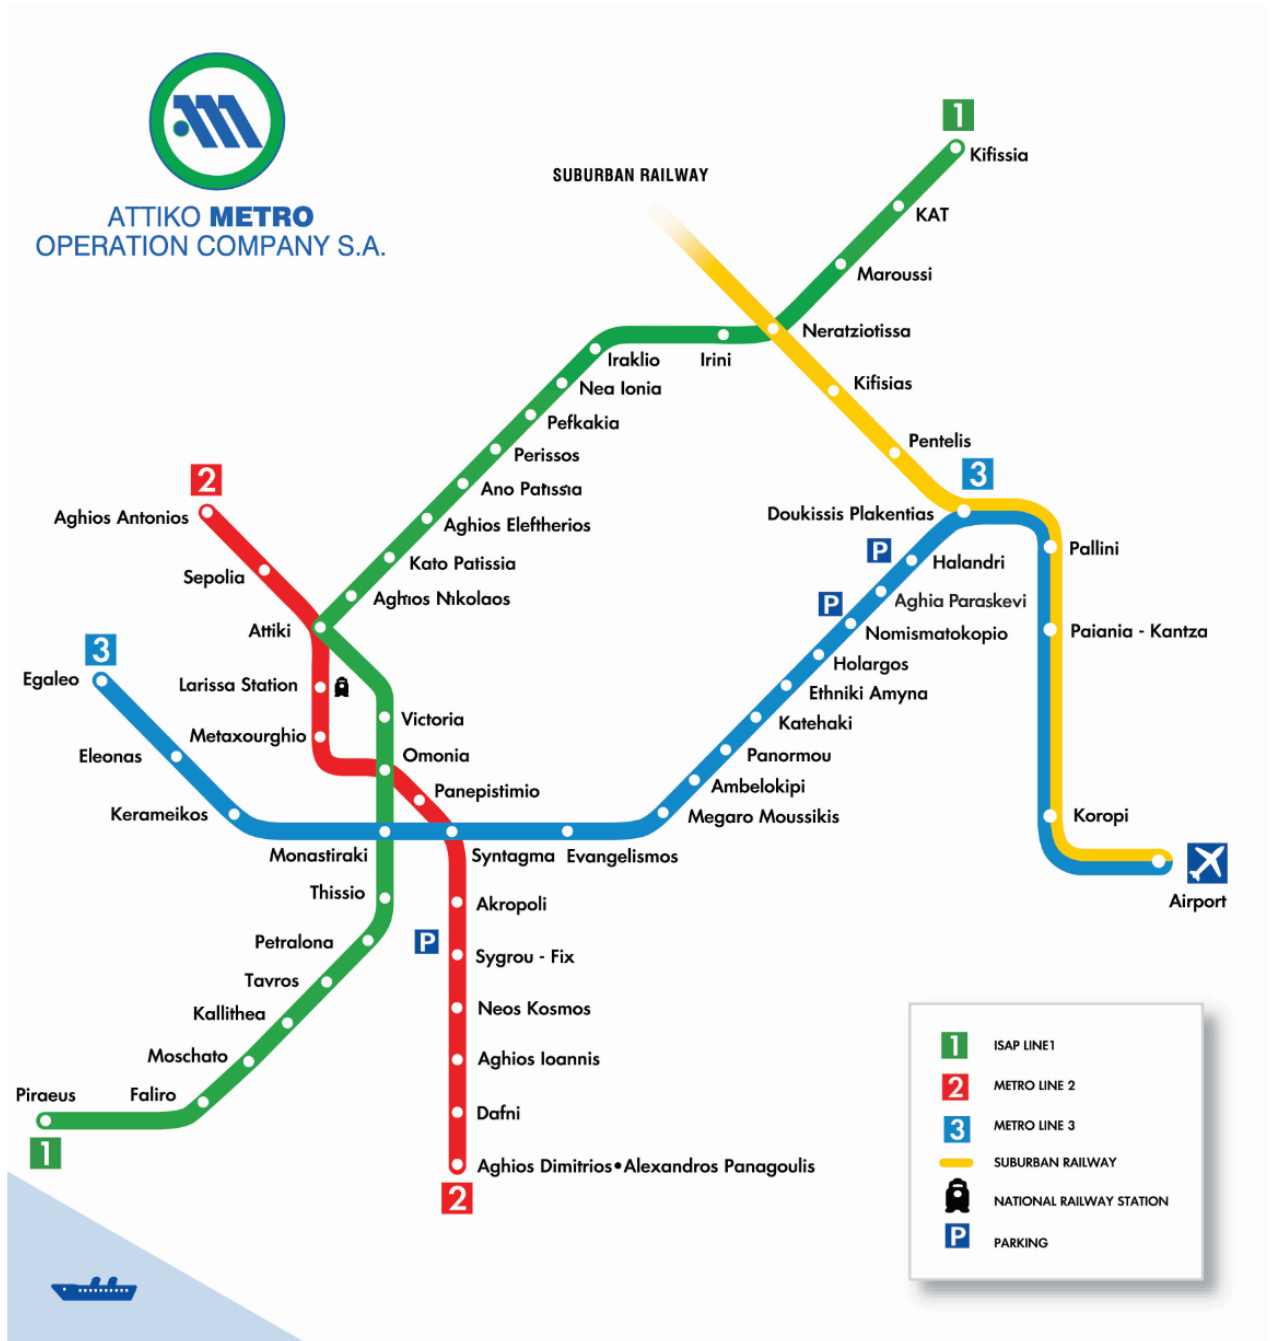 1
Kifissia
SUBURBAN RAILWAY
KAT
ATTIKO METRO
OPERATION COMPANY S.A.
Maroussi
Neratziotissa
Iraklio
Irini
Kifisias
Nea Ionia
Pefkakia
Pentelis
Perissos
2
3
Ano Patissia
Aghios Antonios
Doukissis Plakentias
Aghios Eleftherios
P
Pallini
Kato Patissia
Halandri
Sepolia
Aghios Nikolaos
P
Aghia Paraskevi
Attiki
Nomismatokopio
Paiania - Kantza
3
Holargos
Egaleo
Larissa Station
Ethniki Amyna
Victoria
Katehaki
Metaxourghio
Eleonas
Omonia
Panormou
Panepistimio
Ambelokipi
Kerameikos
Megaro Moussikis
Koropi
Monastiraki
Syntagma
Evangelismos
Thissio
Akropoli
Airport
Petralona
P
Sygrou - Fix
Tavros
Kallithea
Neos Kosmos
Moschato
Aghios Ioannis
Piraeus
Faliro
Dafni
1
Aghios Dimitrios•Alexandros Panagoulis
2
1 ISAP LINE1
2 METRO LINE 2
3 METRO LINE 3
SUBURBAN RAILWAY
NATIONAL RAILWAY STATION
P PARKING